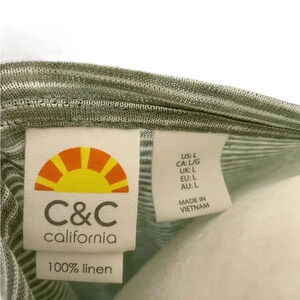 C&C
california
100% linen
US: L
CA: L/G
UK: L
EU: L
AU: L
MADE IN
VIETNAM